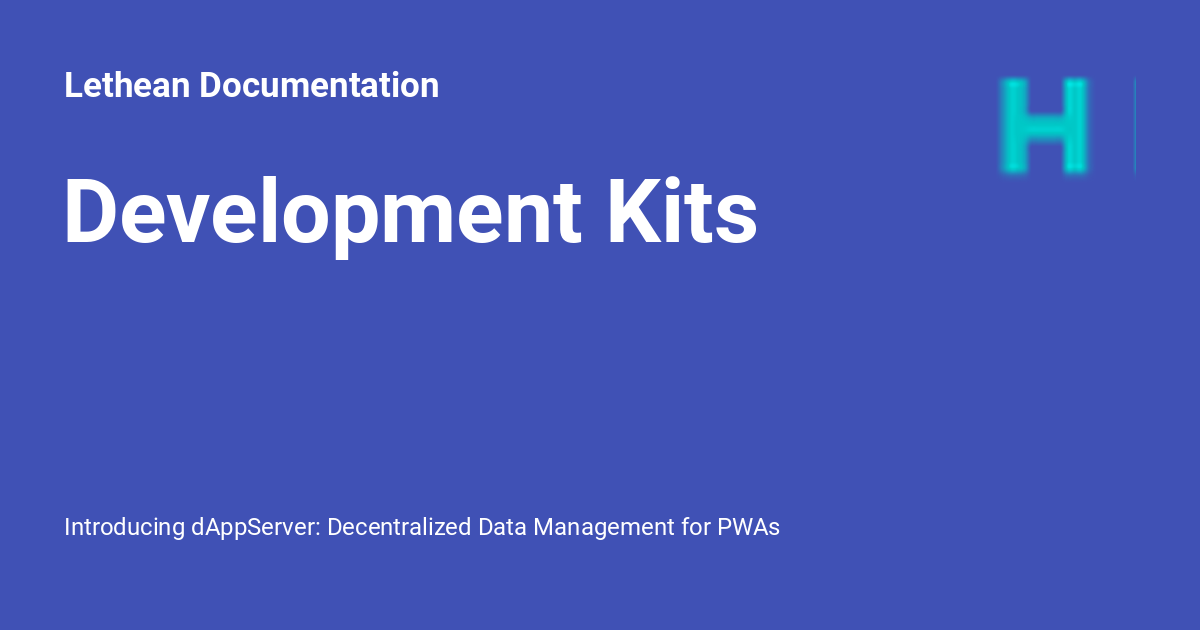 Lethean Documentation
H
Development Kits
Introducing dAppServer: Decentralized Data Management for PWAs